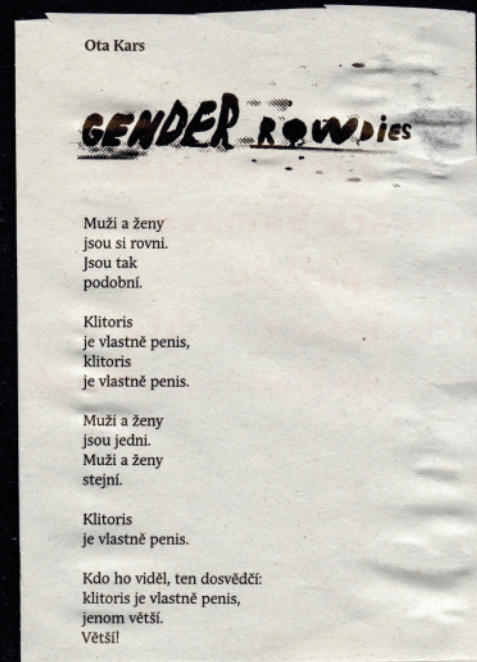 Ota Kars
GENDER ROWDies
Muži a ženy
jsou si rovni.
Jsou tak
podobní.
Klitoris
je vlastně penis,
klitoris
je vlastně penis.
Muži a ženy
jsou jedni.
Muži a ženy
stejní.
Klitoris
je vlastně penis.
Kdo ho viděl, ten dosvědčí:
klitoris je vlastně penis,
jenom větší.
Větší!